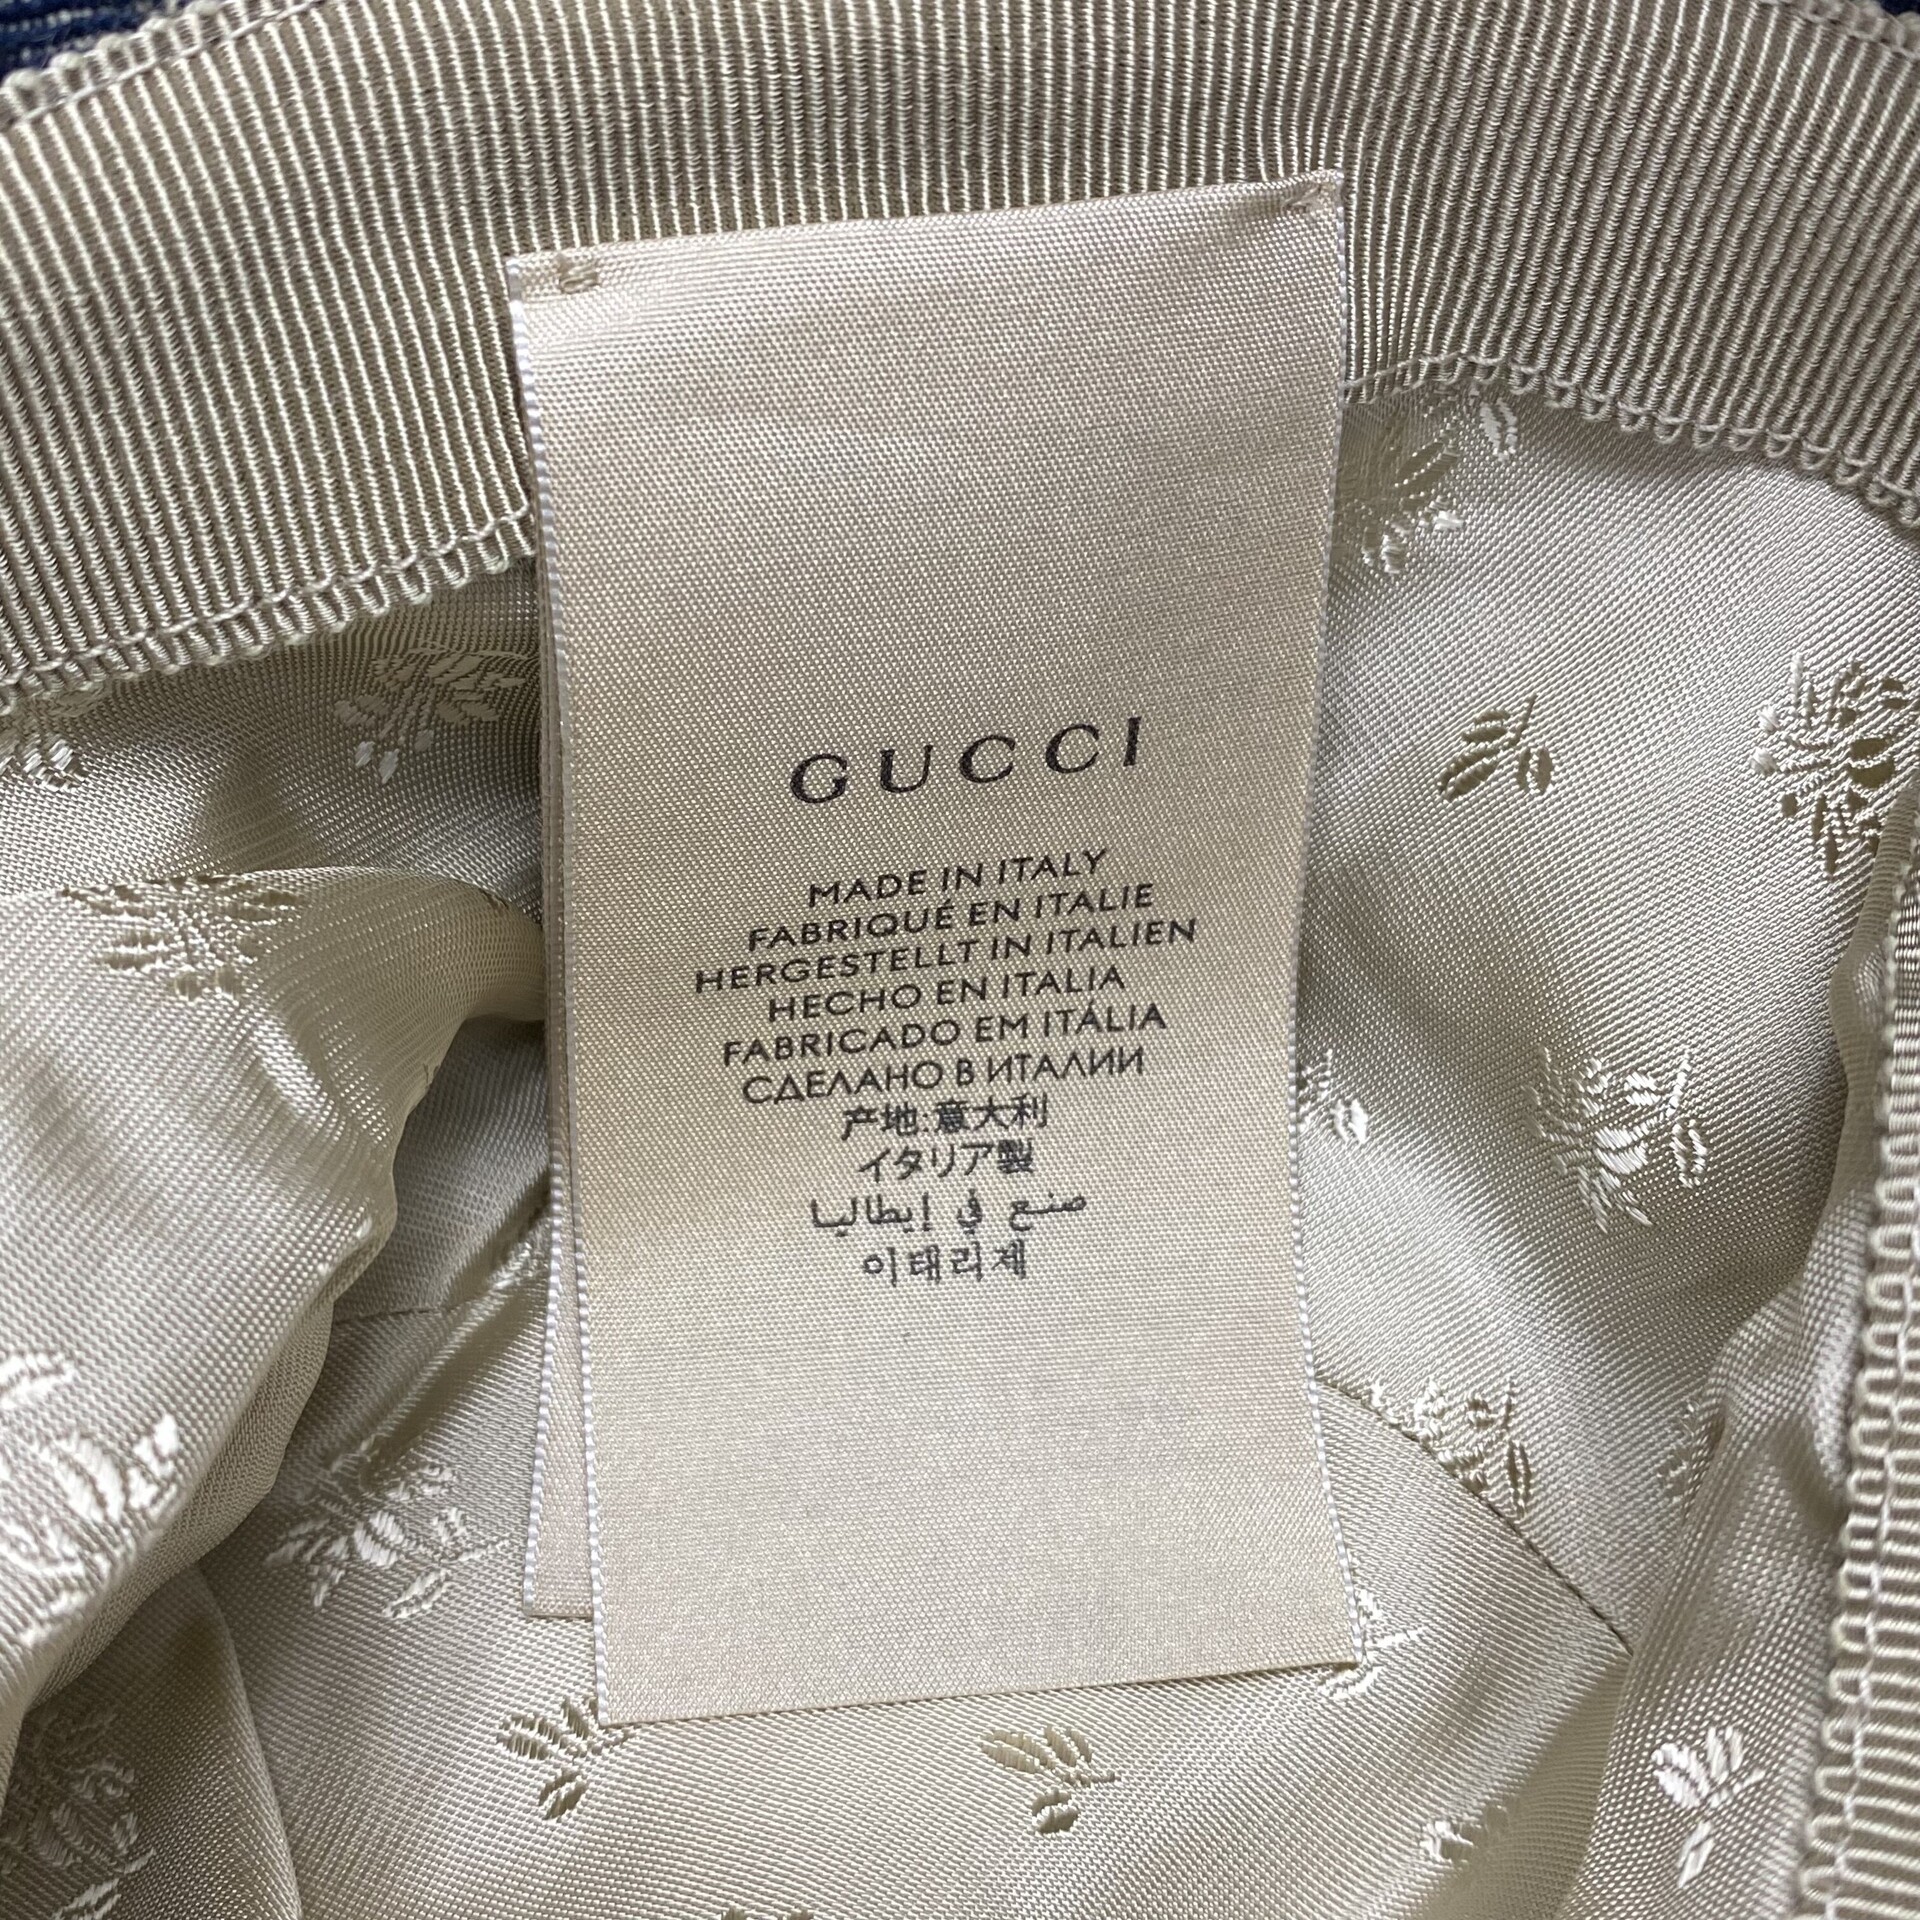 GUCCI
MADE IN ITALY
FABRIQUÉ EN ITALIE
HERGESTELLT IN ITALIEN
HECHO EN ITALIA
FABRICADO EM ITÁLIA
СДЕЛАНО В ИТАЛИИ
产地:意大利
イタリア製
صنع في إيطاليا
이태리제